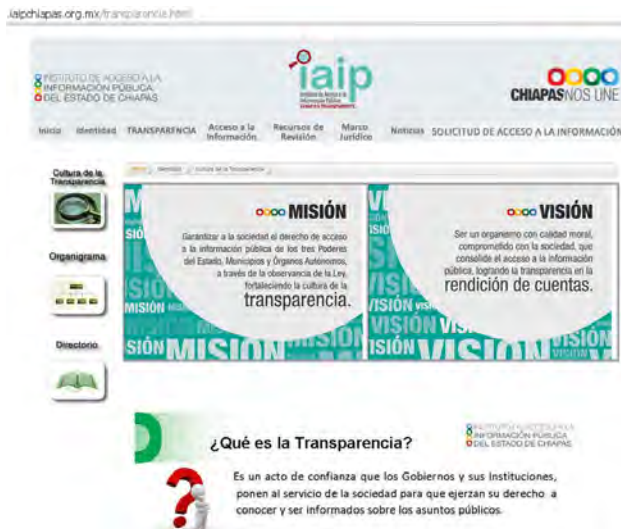 .iaipchiapas.org.mx/transparencia.html
INSTITUTO DE ACCESO A LA
INFORMACIÓN PÚBLICA
DEL ESTADO DE CHIAPAS
iaip
CHIAPASNOS UNE
Inicio Identidad TRANSPARENCIA Acceso a la Información Recursos de Revisión Marco Jurídico Noticias SOLICITUD DE ACCESO A LA INFORMACIÓN
Cultura de la
Transparencia
Organigrama
Directorio
MISIÓN
Garantizar a la sociedad el derecho de acceso
a la información pública de los tres Poderes
del Estado, Municipios y Órganos Autónomos,
a través de la observancia de la Ley,
fortaleciendo la cultura de la
transparencia.
VISIÓN
Ser un organismo con calidad moral,
comprometido con la sociedad, que
consolide el acceso a la información
pública, logrando la transparencia en la
rendición de cuentas.
¿Qué es la Transparencia?
INSTITUTO DE ACCESO A LA
INFORMACIÓN PÚBLICA
DEL ESTADO DE CHIAPAS
Es un acto de confianza que los Gobiernos y sus Instituciones,
ponen al servicio de la sociedad para que ejerzan su derecho a
conocer y ser informados sobre los asuntos públicos.